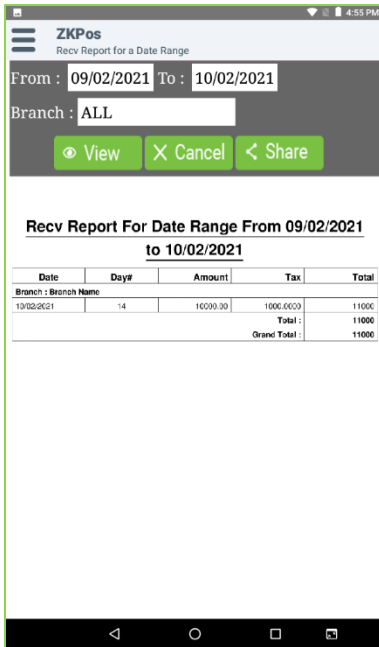 4:55 PM
ZKPos
Recv Report for a Date Range
From : 09/02/2021 To : 10/02/2021
Branch : ALL
View Cancel Share
Recv Report For Date Range From 09/02/2021
to 10/02/2021
Date Day# Amount Tax Total
Branch : Branch Name
10/02/2021 14 10000.00 1000.0000 11000
Total : 11000
Grand Total : 11000